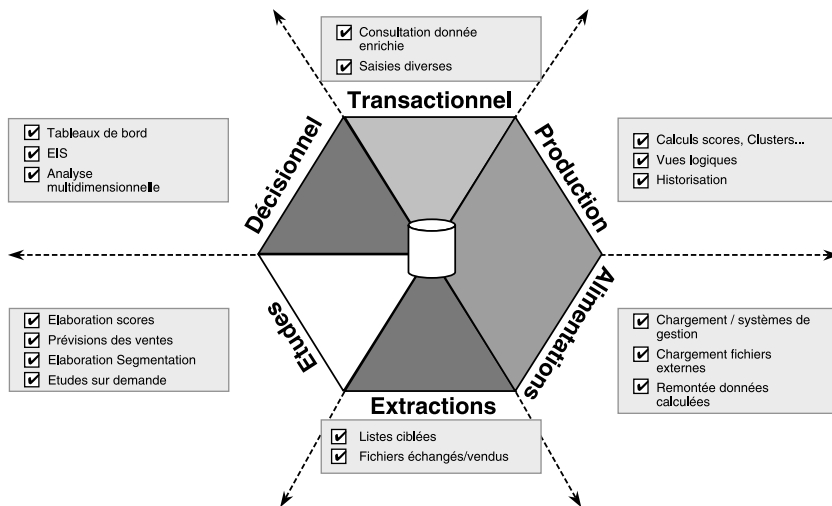 Consultation donnée
enrichie
Saisies diverses
Transactionnel
Décisionnel
Tableaux de bord
EIS
Analyse
multidimensionnelle
Production
Calculs scores, Clusters...
Vues logiques
Historisation
Etudes
Elaboration scores
Prévisions des ventes
Elaboration Segmentation
Etudes sur demande
Alimentations
Chargement / systèmes de
gestion
Chargement fichiers
externes
Remontée données
calculées
Extractions
Listes ciblées
Fichiers échangés/vendus